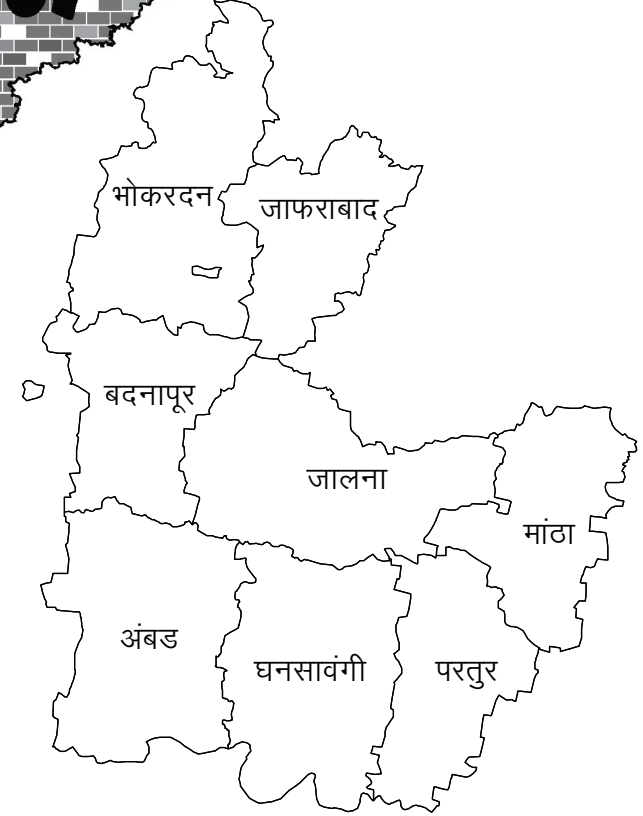 भोकरदन
जाफराबाद
बदनापूर
जालना
मांठा
अंबड
घनसावंगी
परतुर